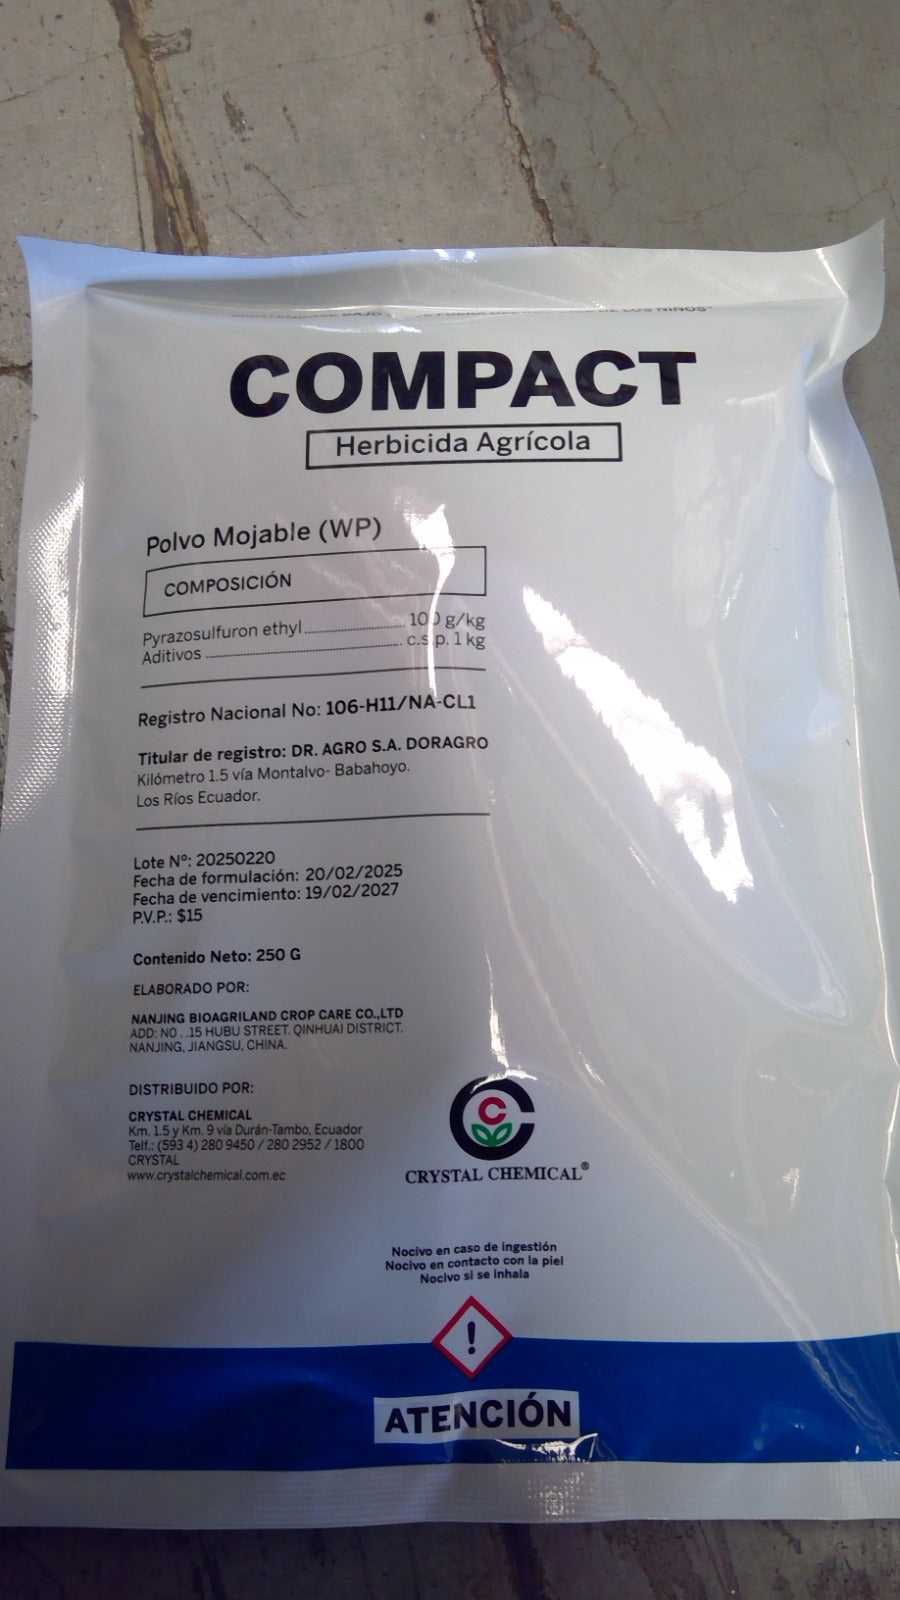 BAJO
DE LOS NIÑOS"
COMPACT
Herbicida Agrícola
Polvo Mojable (WP)
COMPOSICIÓN
Pyrazosulfuron ethyl ........................ 100 g/kg
Aditivos ................................................ c.s.p. 1 kg
Registro Nacional No: 106-H11/NA-CL1
Titular de registro: DR. AGRO S.A. DORAGRO
Kilómetro 1.5 vía Montalvo- Babahoyo.
Los Ríos Ecuador.
Lote Nº: 20250220
Fecha de formulación: 20/02/2025
Fecha de vencimiento: 19/02/2027
P.V.P.: $15
Contenido Neto: 250 G
ELABORADO POR:
NANJING BIOAGRILAND CROP CARE CO.,LTD
ADD: NO . .15 HUBU STREET. QINHUAI DISTRICT.
NANJING, JIANGSU, CHINA.
DISTRIBUIDO POR:
CRYSTAL CHEMICAL
Km. 1.5 y Km. 9 vía Durán-Tambo, Ecuador
Telf.: (593 4) 280 9450 / 280 2952 / 1800
CRYSTAL
www.crystalchemical.com.ec
CRYSTAL CHEMICAL®
Nocivo en caso de ingestión
Nocivo en contacto con la piel
Nocivo si se inhala
!
ATENCIÓN